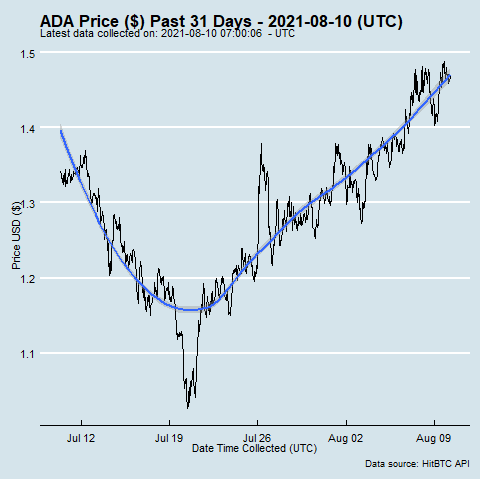 ADA Price ($) Past 31 Days - 2021-08-10 (UTC)
Latest data collected on: 2021-08-10 07:00:06 - UTC
1.5
1.4
1.3
1.2
1.1
Price USD ($)
Jul 12
Jul 19
Jul 26
Aug 02
Aug 09
Date Time Collected (UTC)
Data source: HitBTC API